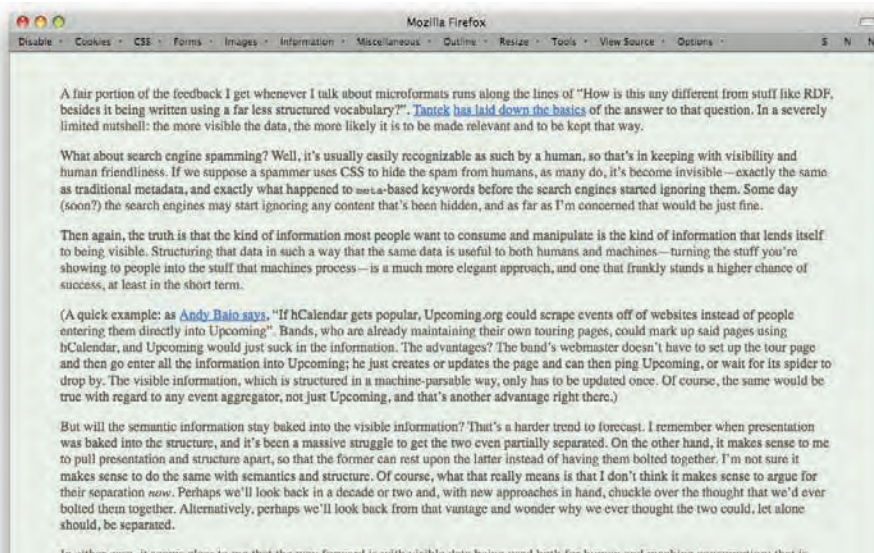 Mozilla Firefox
Disable Cookies CSS Forms Images Information Miscellaneous Outline Resize Tools View Source Options S N N
A fair portion of the feedback I get whenever I talk about microformats runs along the lines of “How is this any different from stuff like RDF,
besides it being written using a far less structured vocabulary?”. Tantek has laid down the basics of the answer to that question. In a severely
limited nutshell: the more visible the data, the more likely it is to be made relevant and to be kept that way.
What about search engine spamming? Well, it’s usually easily recognizable as such by a human, so that’s in keeping with visibility and
human friendliness. If we suppose a spammer uses CSS to hide the spam from humans, as many do, it’s become invisible—exactly the same
as traditional metadata, and exactly what happened to meta-based keywords before the search engines started ignoring them. Some day
(soon?) the search engines may start ignoring any content that’s been hidden, and as far as I’m concerned that would be just fine.
Then again, the truth is that the kind of information most people want to consume and manipulate is the kind of information that lends itself
to being visible. Structuring that data in such a way that the same data is useful to both humans and machines—turning the stuff you’re
showing to people into the stuff that machines process—is a much more elegant approach, and one that frankly stands a higher chance of
success, at least in the short term.
(A quick example: as Andy Baio says, “If hCalendar gets popular, Upcoming.org could scrape events off of websites instead of people
entering them directly into Upcoming”. Bands, who are already maintaining their own touring pages, could mark up said pages using
hCalendar, and Upcoming would just suck in the information. The advantages? The band’s webmaster doesn’t have to set up the tour page
and then go enter all the information into Upcoming; he just creates or updates the page and can then ping Upcoming, or wait for its spider to
drop by. The visible information, which is structured in a machine-parsable way, only has to be updated once. Of course, the same would be
true with regard to any event aggregator, not just Upcoming, and that’s another advantage right there.)
But will the semantic information stay baked into the visible information? That’s a harder trend to forecast. I remember when presentation
was baked into the structure, and it’s been a massive struggle to get the two even partially separated. On the other hand, it makes sense to me
to pull presentation and structure apart, so that the former can rest upon the latter instead of having them bolted together. I’m not sure it
makes sense to do the same with semantics and structure. Of course, what that really means is that I don’t think it makes sense to argue for
their separation now. Perhaps we’ll look back in a decade or two and, with new approaches in hand, chuckle over the thought that we’d ever
bolted them together. Alternatively, perhaps we’ll look back from that vantage and wonder why we ever thought the two could, let alone
should, be separated.